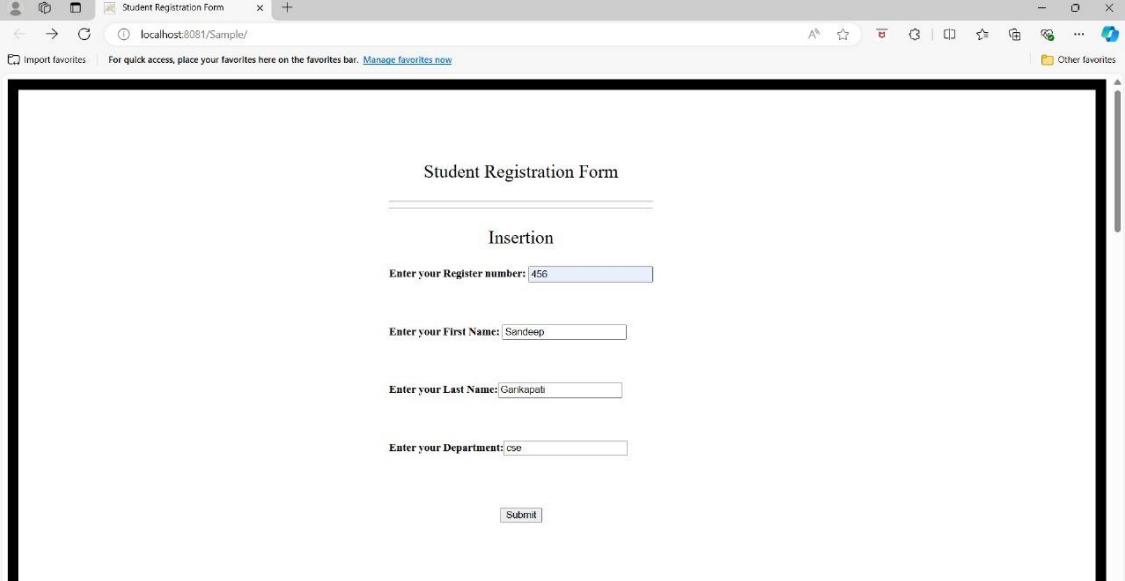 Student Registration Form
localhost:8081/Sample/
Import favorites For quick access, place your favorites here on the favorites bar. Manage favorites now Other favorites
Student Registration Form
Insertion
Enter your Register number: 456
Enter your First Name: Sandeep
Enter your Last Name: Garikapati
Enter your Department: cse
Submit